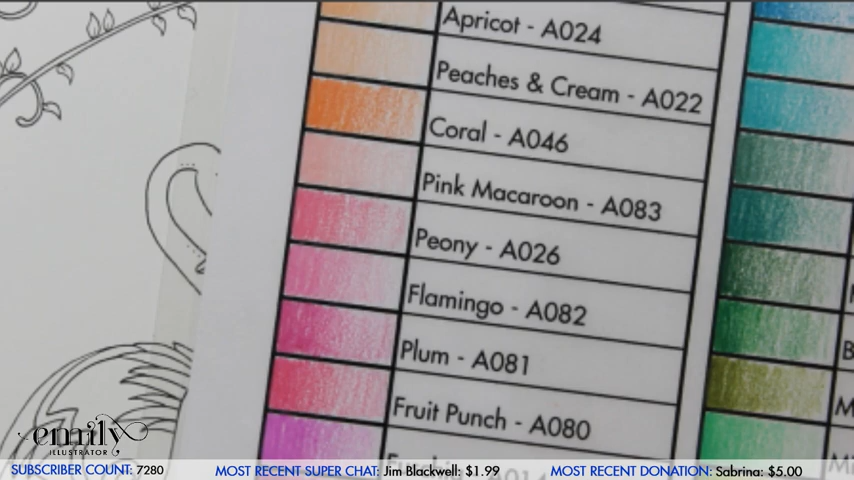 Apricot - A024
Peaches & Cream - A022
Coral - A046
Pink Macaroon - A083
Peony - A026
Flamingo - A082
Plum - A081
Fruit Punch - A080
emily
ILLUSTRATOR
SUBSCRIBER COUNT: 7280
MOST RECENT SUPER CHAT: Jim Blackwell: $1.99
MOST RECENT DONATION: Sabrina: $5.00